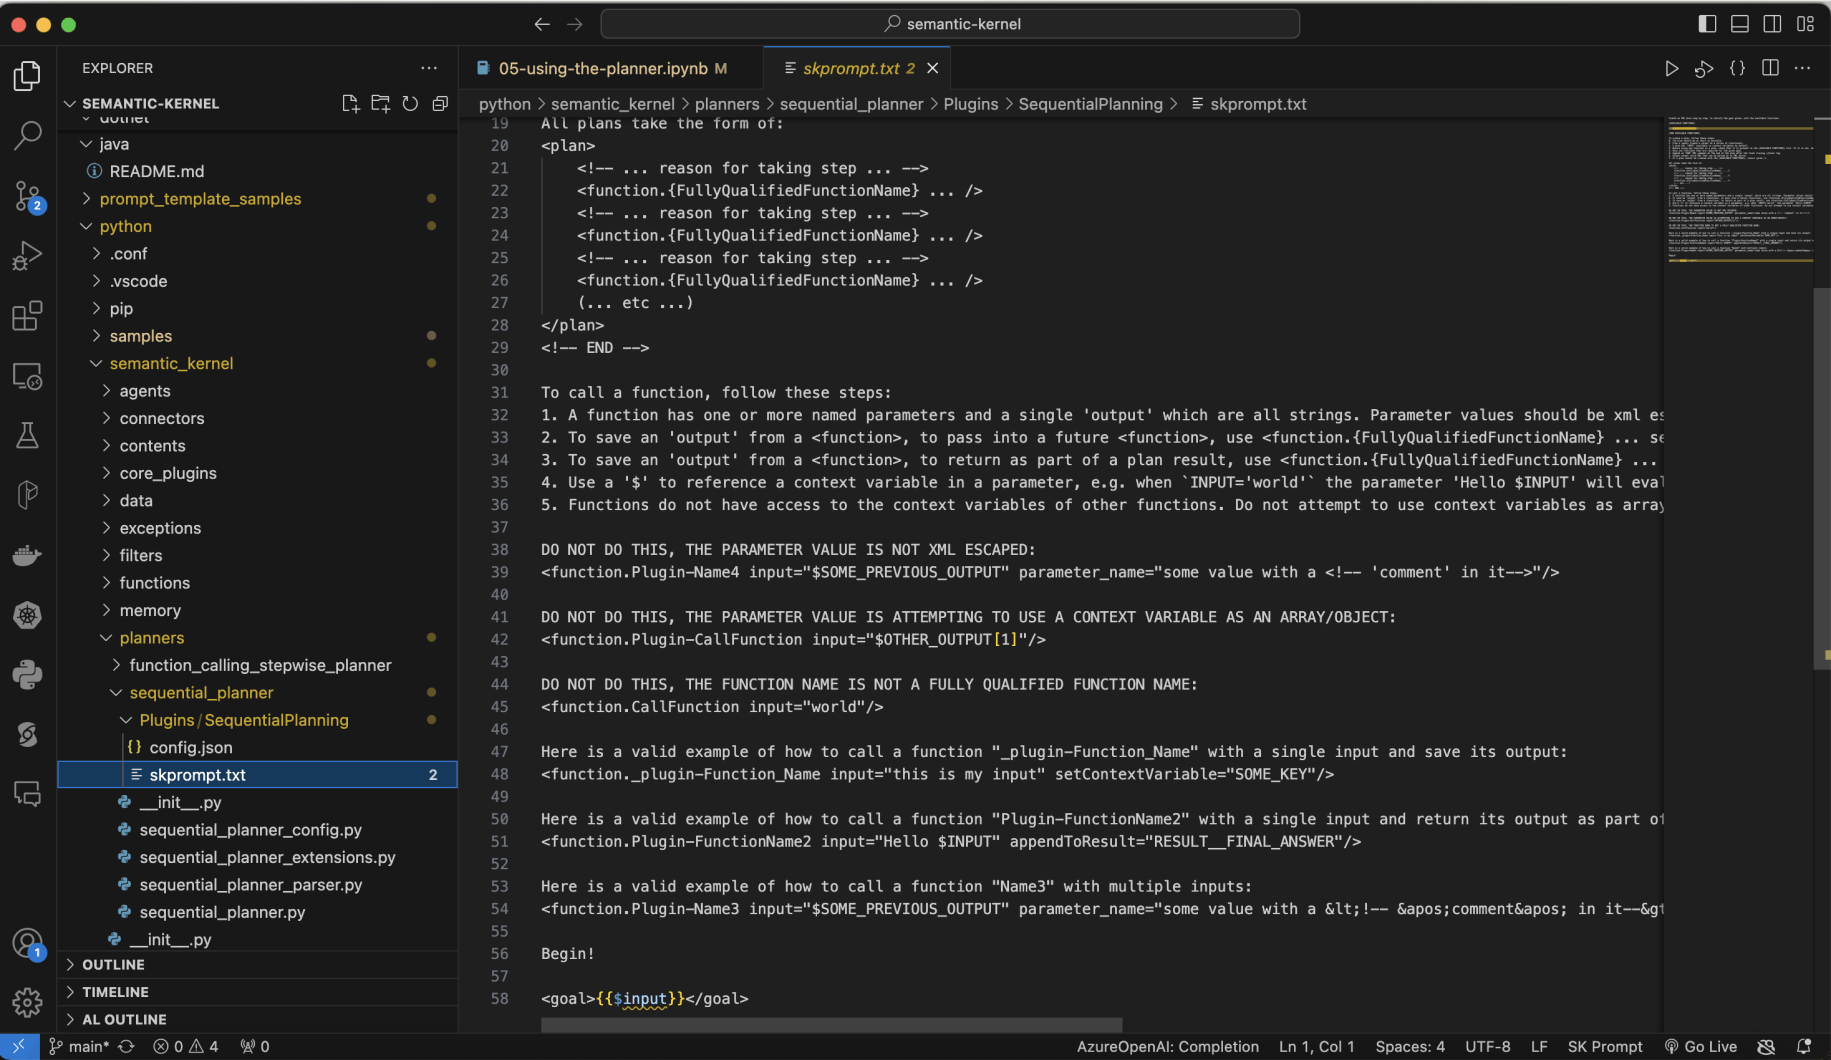 semantic-kernel
EXPLORER
SEMANTIC-KERNEL
dotnet
java
README.md
prompt_template_samples
python
.conf
.vscode
pip
samples
semantic_kernel
agents
connectors
contents
core_plugins
data
exceptions
filters
functions
memory
planners
function_calling_stepwise_planner
sequential_planner
Plugins / SequentialPlanning
{} config.json
skprompt.txt 2
__init__.py
sequential_planner_config.py
sequential_planner_extensions.py
sequential_planner_parser.py
sequential_planner.py
__init__.py
OUTLINE
TIMELINE
AL OUTLINE
2
1
05-using-the-planner.ipynb M
skprompt.txt 2
python > semantic_kernel > planners > sequential_planner > Plugins > SequentialPlanning > skprompt.txt
19 All plans take the form of:
20 <plan>
21 <!-- ... reason for taking step ... -->
22 <function.{FullyQualifiedFunctionName} ... />
23 <!-- ... reason for taking step ... -->
24 <function.{FullyQualifiedFunctionName} ... />
25 <!-- ... reason for taking step ... -->
26 <function.{FullyQualifiedFunctionName} ... />
27 (... etc ...)
28 </plan>
29 <!-- END -->
30
31 To call a function, follow these steps:
32 1. A function has one or more named parameters and a single 'output' which are all strings. Parameter values should be xml es
33 2. To save an 'output' from a <function>, to pass into a future <function>, use <function.{FullyQualifiedFunctionName} ... se
34 3. To save an 'output' from a <function>, to return as part of a plan result, use <function.{FullyQualifiedFunctionName} ...
35 4. Use a '$' to reference a context variable in a parameter, e.g. when `INPUT='world'` the parameter 'Hello $INPUT' will eval
36 5. Functions do not have access to the context variables of other functions. Do not attempt to use context variables as array
37
38 DO NOT DO THIS, THE PARAMETER VALUE IS NOT XML ESCAPED:
39 <function.Plugin-Name4 input="$SOME_PREVIOUS_OUTPUT" parameter_name="some value with a <!-- 'comment' in it-->"/>
40
41 DO NOT DO THIS, THE PARAMETER VALUE IS ATTEMPTING TO USE A CONTEXT VARIABLE AS AN ARRAY/OBJECT:
42 <function.Plugin-CallFunction input="$OTHER_OUTPUT[1]"/>
43
44 DO NOT DO THIS, THE FUNCTION NAME IS NOT A FULLY QUALIFIED FUNCTION NAME:
45 <function.CallFunction input="world"/>
46
47 Here is a valid example of how to call a function "_plugin-Function_Name" with a single input and save its output:
48 <function._plugin-Function_Name input="this is my input" setContextVariable="SOME_KEY"/>
49
50 Here is a valid example of how to call a function "Plugin-FunctionName2" with a single input and return its output as part of
51 <function.Plugin-FunctionName2 input="Hello $INPUT" appendToResult="RESULT__FINAL_ANSWER"/>
52
53 Here is a valid example of how to call a function "Name3" with multiple inputs:
54 <function.Plugin-Name3 input="$SOME_PREVIOUS_OUTPUT" parameter_name="some value with a &lt;!-- &apos;comment&apos; in it--&gt
55
56 Begin!
57
58 <goal>{{$input}}</goal>
main* 0 4 0
AzureOpenAI: Completion Ln 1, Col 1 Spaces: 4 UTF-8 LF SK Prompt Go Live